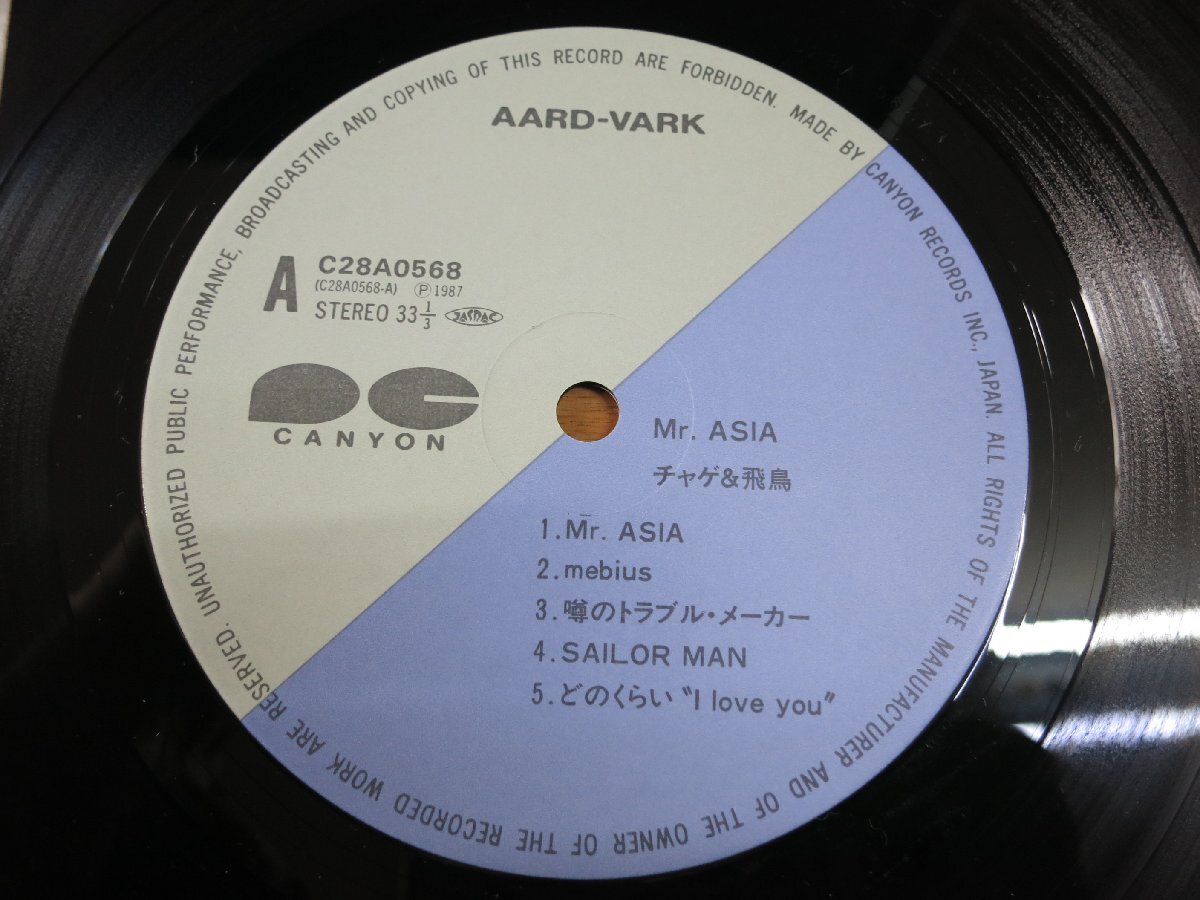 AARD-VARK
A
C28A0568
(C28A0568-A) Ⓟ 1987
STEREO 33 1/3 JASRAC
CANYON
Mr. ASIA
チャゲ&飛鳥
1. Mr. ASIA
2. mebius
3. 噂のトラブル・メーカー
4. SAILOR MAN
5. どのくらい “I love you”
MADE BY CANYON RECORDS INC., JAPAN. ALL RIGHTS OF THE MANUFACTURER AND OF THE OWNER OF THE RECORDED WORK ARE RESERVED. UNAUTHORIZED PUBLIC PERFORMANCE, BROADCASTING AND COPYING OF THIS RECORD ARE FORBIDDEN.